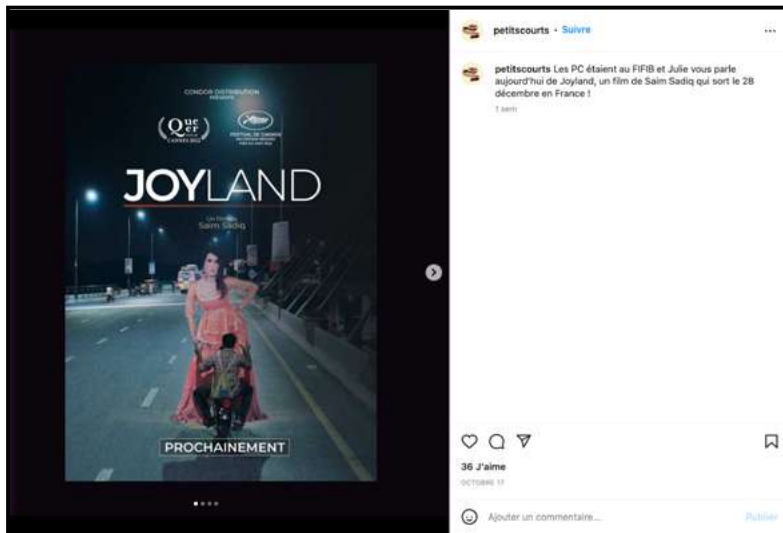 CONDOR DISTRIBUTION
PRÉSENTE
Queer
CANNES 2022
FESTIVAL DE CANNES
JOYLAND
Un film de
Saim Sadiq
PROCHAINEMENT
petitscourts • Suivre
petitscourts Les PC étaient au FIFIB et Julie vous parle
aujourd'hui de Joyland, un film de Saim Sadiq qui sort le 28
décembre en France !
1 sem
36 J'aime
OCTOBRE 17
Ajouter un commentaire...
Publier